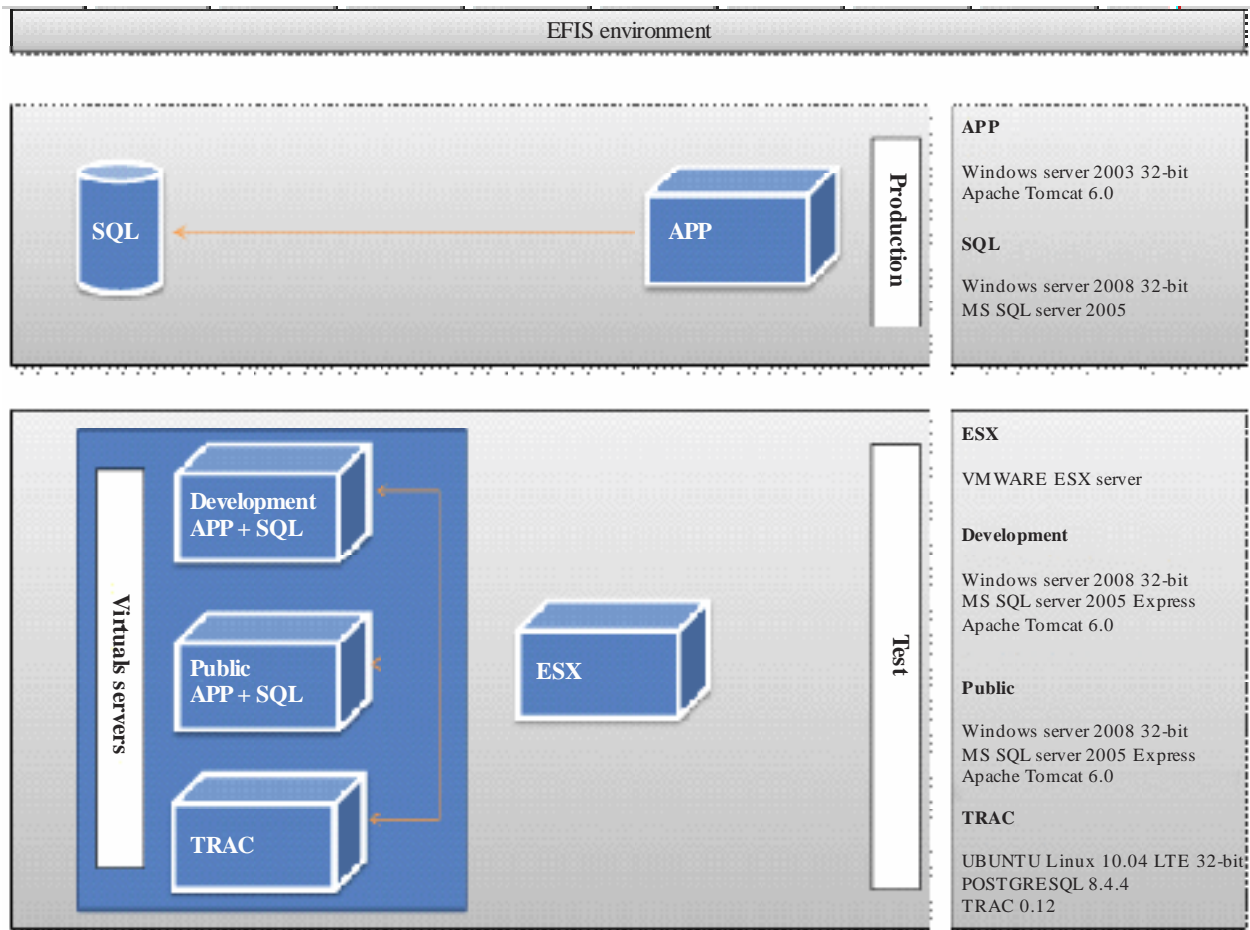 EFIS environment
SQL
APP
Production
APP
Windows server 2003 32-bit
Apache Tomcat 6.0
SQL
Windows server 2008 32-bit
MS SQL server 2005
Virtuals servers
Development
APP + SQL
Public
APP + SQL
TRAC
ESX
Test
ESX
VMWARE ESX server
Development
Windows server 2008 32-bit
MS SQL server 2005 Express
Apache Tomcat 6.0
Public
Windows server 2008 32-bit
MS SQL server 2005 Express
Apache Tomcat 6.0
TRAC
UBUNTU Linux 10.04 LTE 32-bit
POSTGRESQL 8.4.4
TRAC 0.12